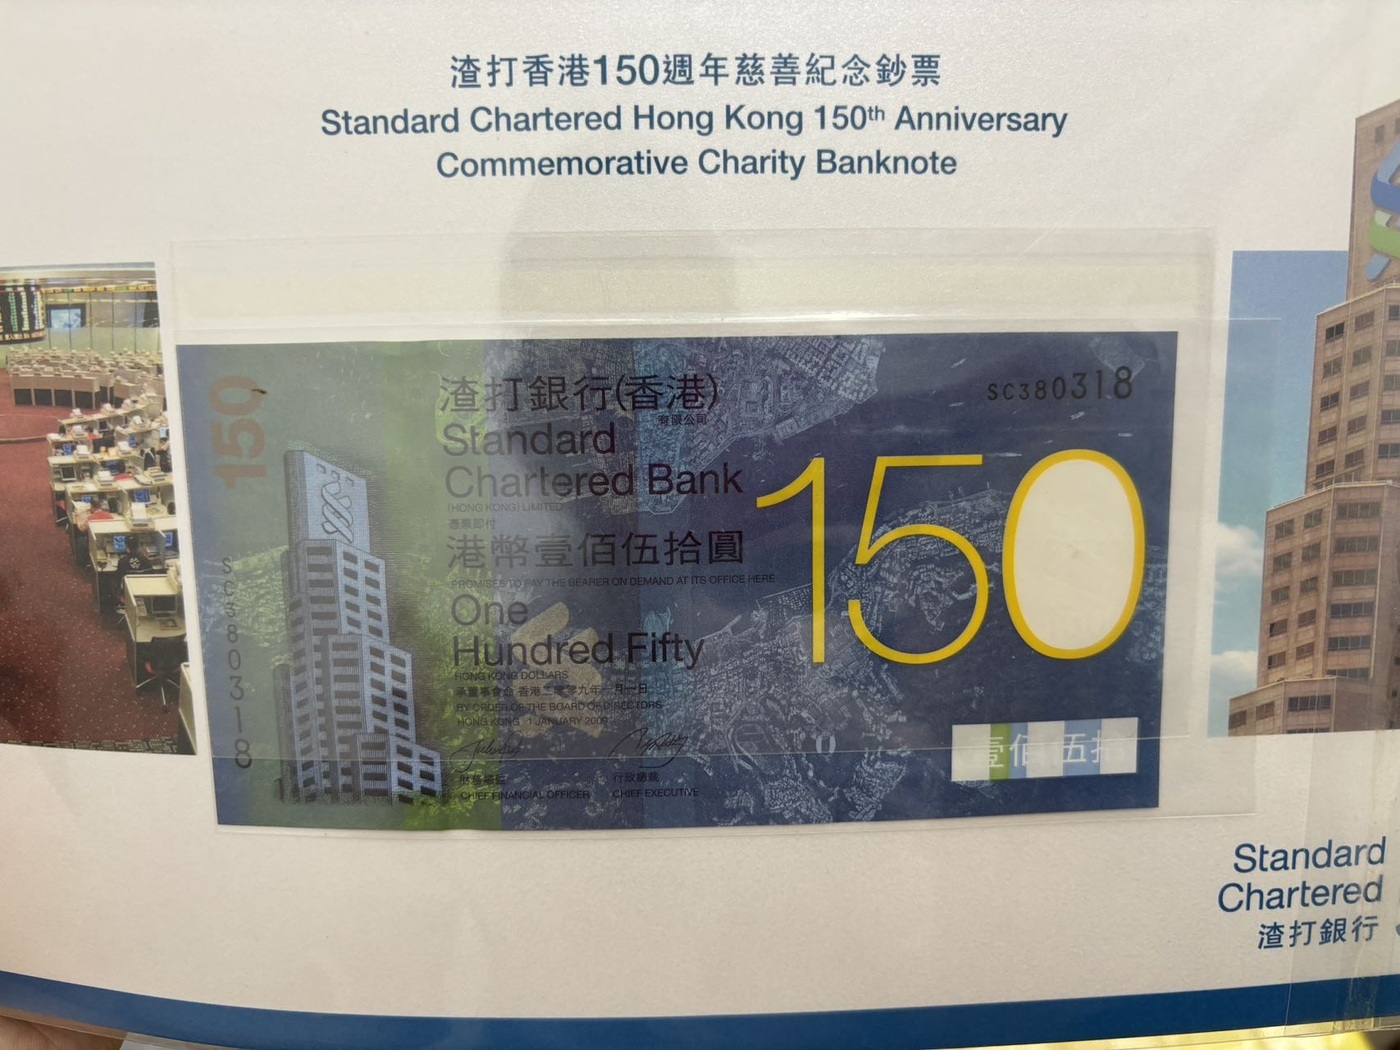 渣打香港150週年慈善紀念鈔票
Standard Chartered Hong Kong 150th Anniversary
Commemorative Charity Banknote
150
SC380318
渣打銀行(香港)
有限公司
Standard
Chartered Bank
(HONG KONG) LIMITED
憑票即付
港幣壹佰伍拾圓
PROMISES TO PAY THE BEARER ON DEMAND AT ITS OFFICE HERE
One
Hundred Fifty
HONG KONG DOLLARS
承董事會命 香港二零零九年一月一日
BY ORDER OF THE BOARD OF DIRECTORS
HONG KONG 1 JANUARY 2009
財務總監
CHIEF FINANCIAL OFFICER
行政總裁
CHIEF EXECUTIVE
SC380318
150
壹佰伍拾
Standard
Chartered
渣打銀行